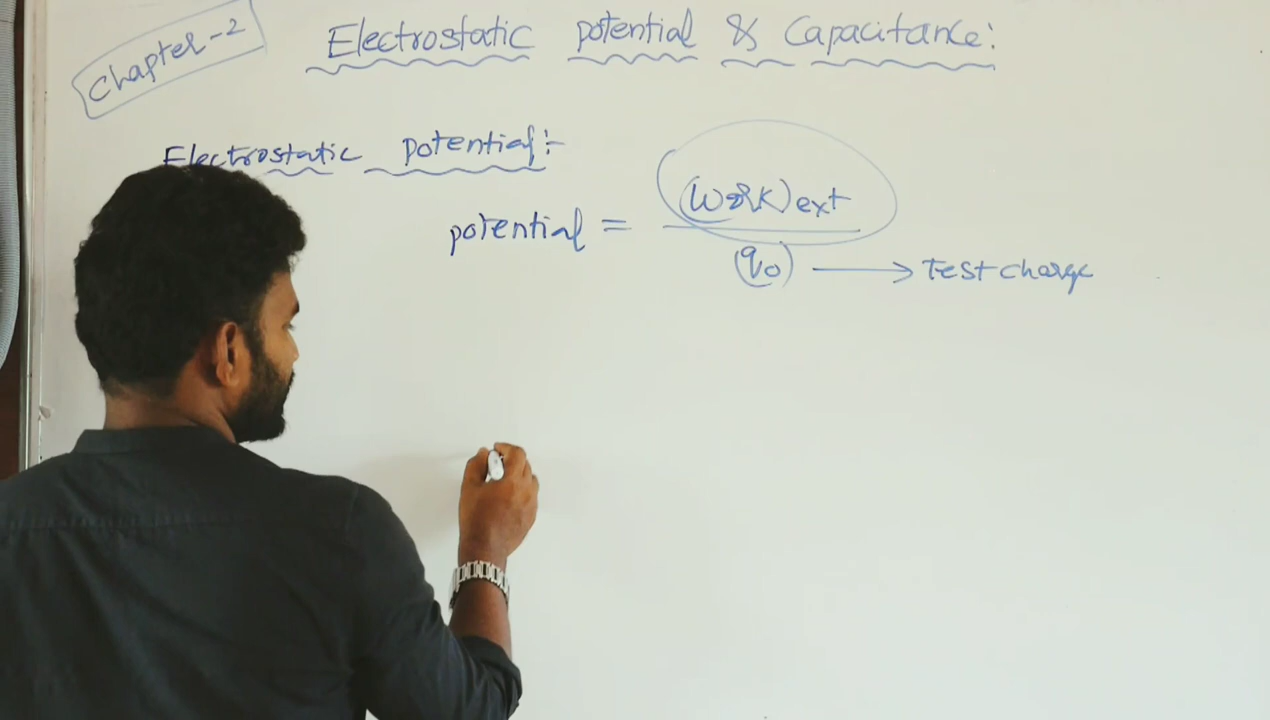 Chapter-2
Electrostatic potential & Capacitance:
Electrostatic potential:-
potential = (work)ext
(q0) → Test charge